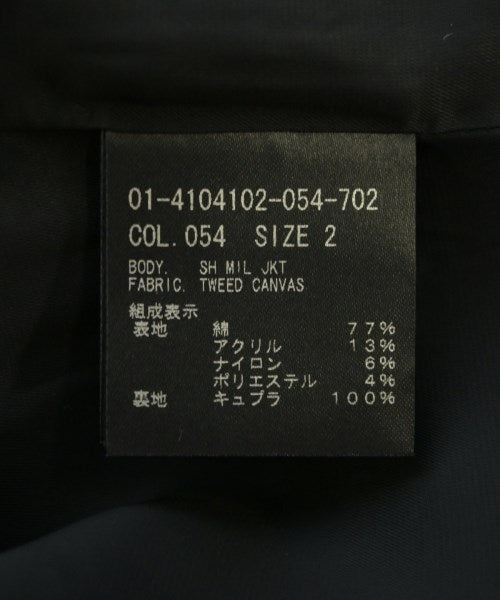 01-4104102-054-702
COL.054 SIZE 2
BODY. SH MIL JKT
FABRIC. TWEED CANVAS
組成表示
表地 綿 77%
アクリル 13%
ナイロン 6%
ポリエステル 4%
裏地 キュプラ 100%